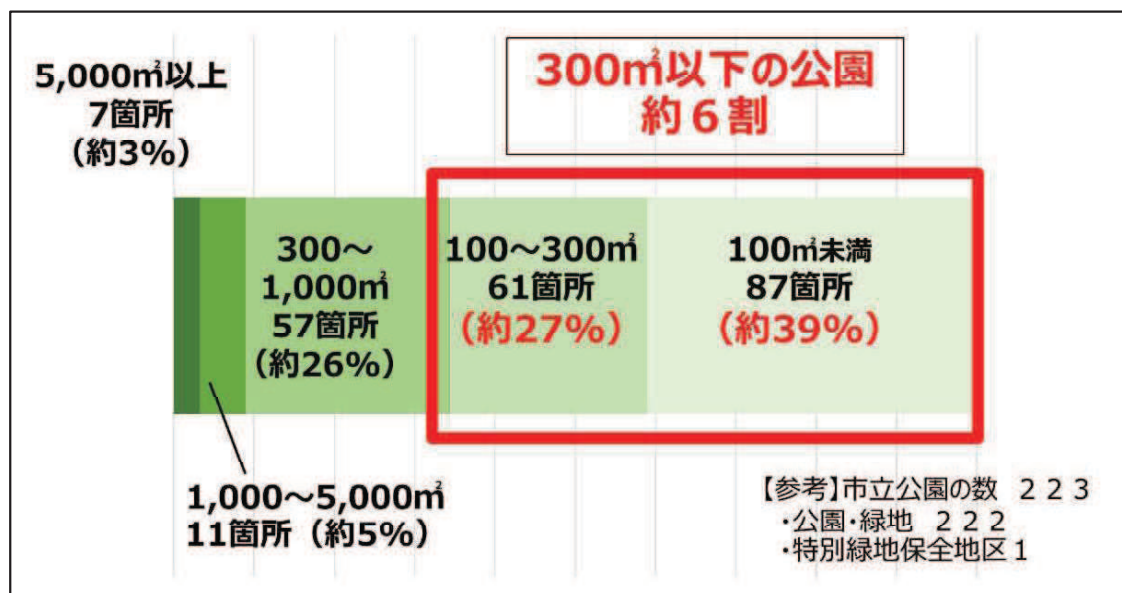 5,000㎡以上
7箇所
（約3%）
300㎡以下の公園
約６割
300～
1,000㎡
57箇所
（約26%）
100～300㎡
61箇所
（約27%）
100㎡未満
87箇所
（約39%）
1,000～5,000㎡
11箇所（約5%）
【参考】市立公園の数 ２２３
・公園・緑地 ２２２
・特別緑地保全地区１